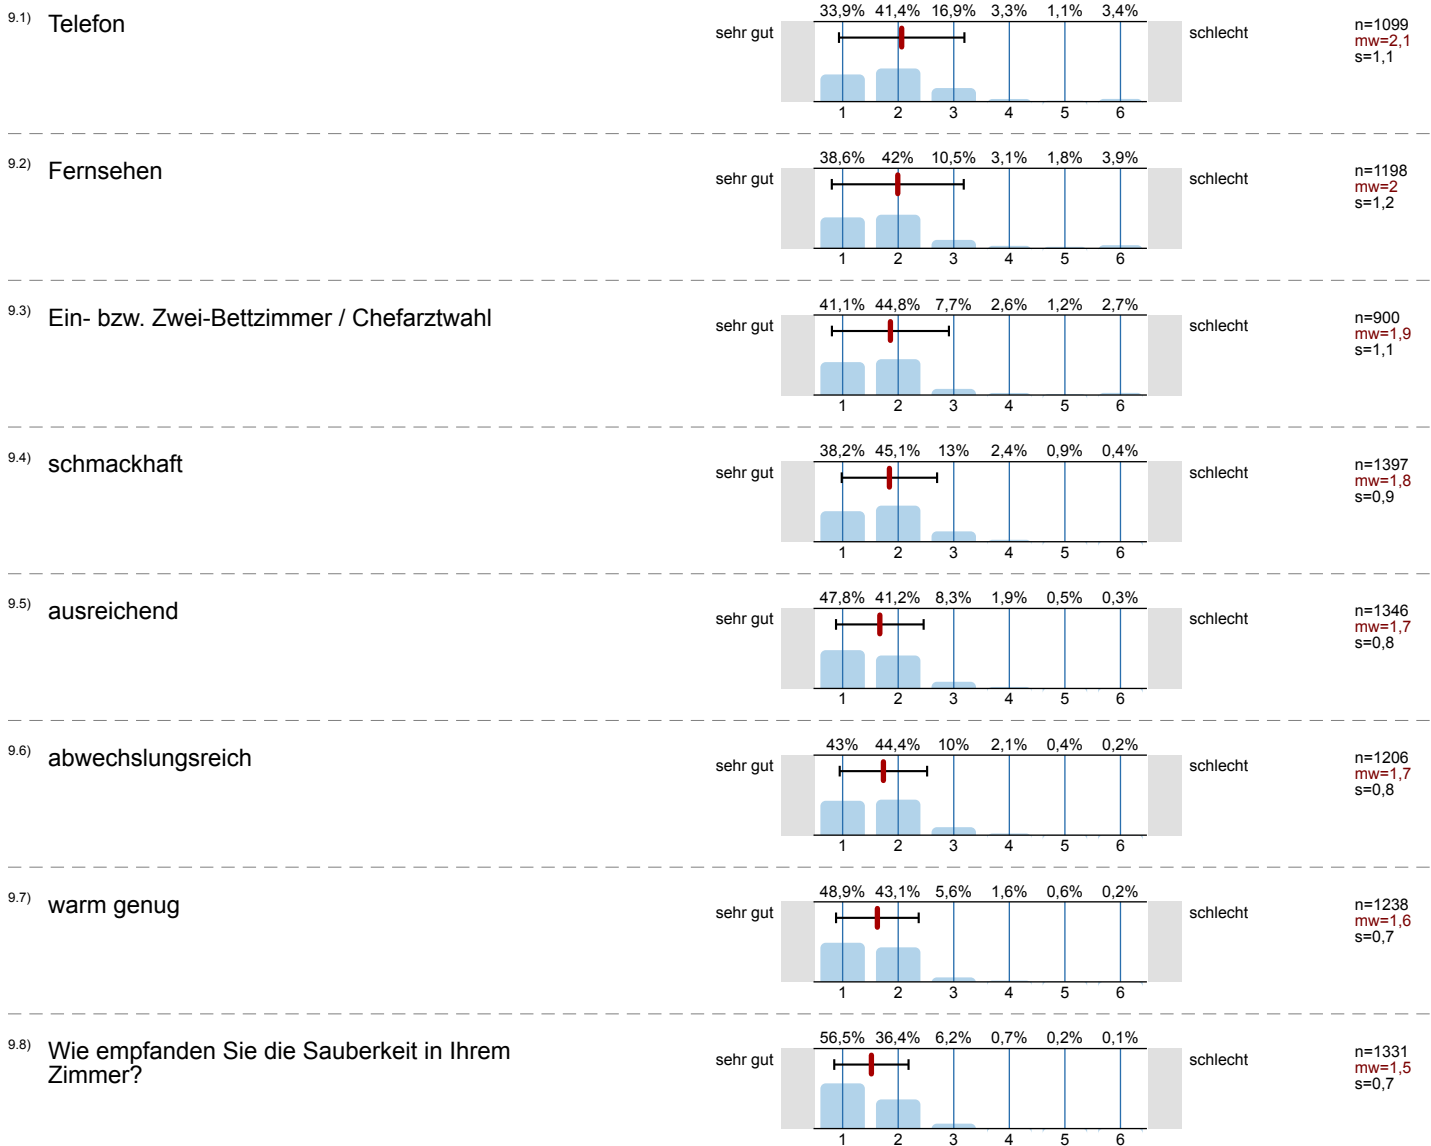 9.1) Telefon
33,9% 41,4% 16,9% 3,3% 1,1% 3,4%
sehr gut
schlecht
n=1099
mw=2,1
s=1,1
1 2 3 4 5 6
9.2) Fernsehen
38,6% 42% 10,5% 3,1% 1,8% 3,9%
sehr gut
schlecht
n=1198
mw=2
s=1,2
1 2 3 4 5 6
9.3) Ein- bzw. Zwei-Bettzimmer / Chefarztwahl
41,1% 44,8% 7,7% 2,6% 1,2% 2,7%
sehr gut
schlecht
n=900
mw=1,9
s=1,1
1 2 3 4 5 6
9.4) schmackhaft
38,2% 45,1% 13% 2,4% 0,9% 0,4%
sehr gut
schlecht
n=1397
mw=1,8
s=0,9
1 2 3 4 5 6
9.5) ausreichend
47,8% 41,2% 8,3% 1,9% 0,5% 0,3%
sehr gut
schlecht
n=1346
mw=1,7
s=0,8
1 2 3 4 5 6
9.6) abwechslungsreich
43% 44,4% 10% 2,1% 0,4% 0,2%
sehr gut
schlecht
n=1206
mw=1,7
s=0,8
1 2 3 4 5 6
9.7) warm genug
48,9% 43,1% 5,6% 1,6% 0,6% 0,2%
sehr gut
schlecht
n=1238
mw=1,6
s=0,7
1 2 3 4 5 6
9.8) Wie empfanden Sie die Sauberkeit in Ihrem
Zimmer?
56,5% 36,4% 6,2% 0,7% 0,2% 0,1%
sehr gut
schlecht
n=1331
mw=1,5
s=0,7
1 2 3 4 5 6